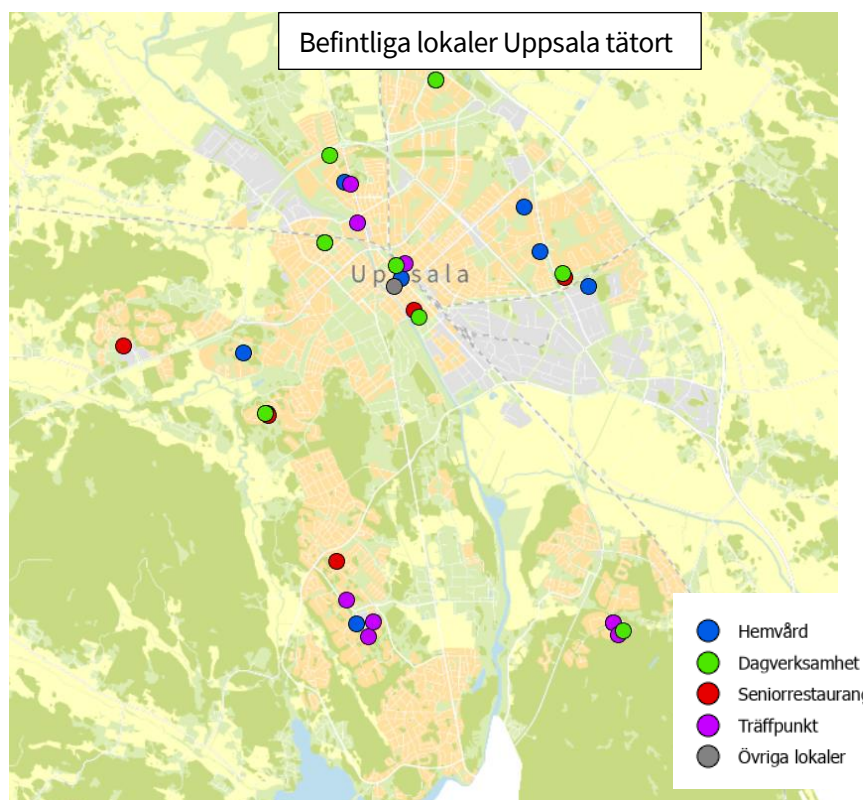 Befintliga lokaler Uppsala tätort
Uppsala
Hemvård
Dagverksamhet
Seniorrestaurang
Träffpunkt
Övriga lokaler